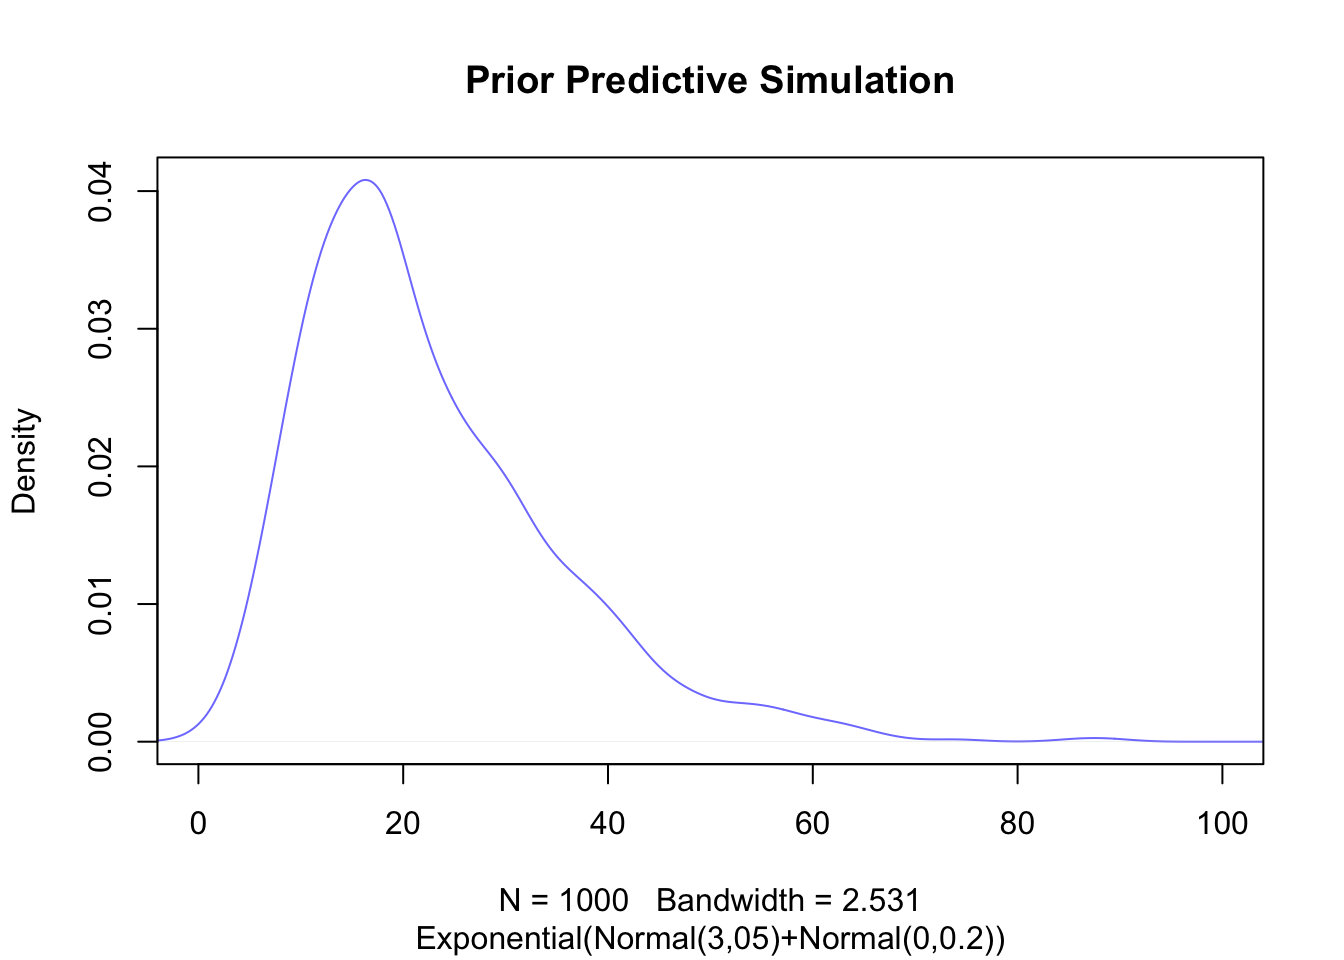 Prior Predictive Simulation
Density
0.04
0.03
0.02
0.01
0.00
0 20 40 60 80 100
N = 1000 Bandwidth = 2.531
Exponential(Normal(3,05)+Normal(0,0.2))